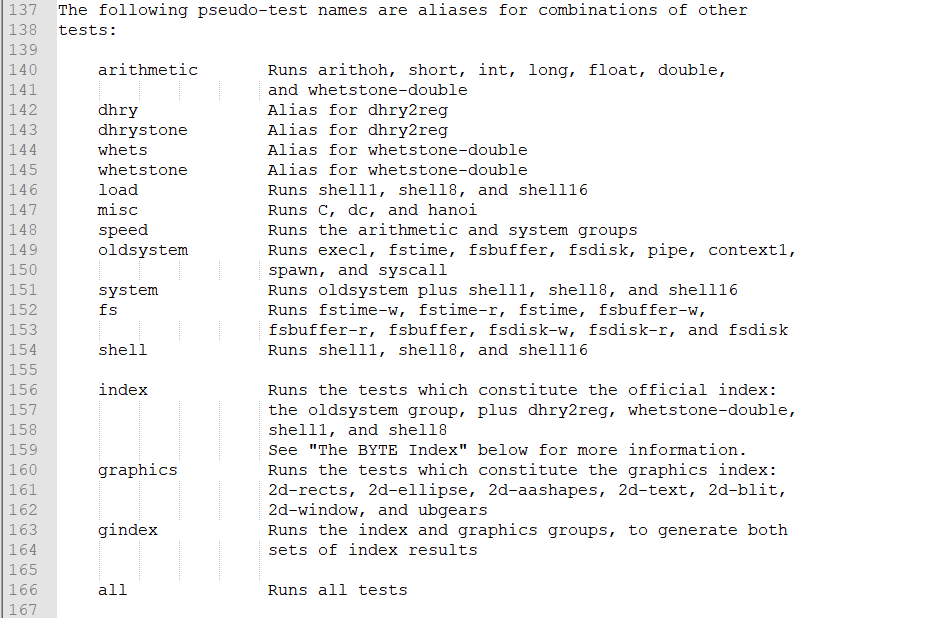 137 The following pseudo-test names are aliases for combinations of other
138 tests:
139
140 arithmetic Runs arithoh, short, int, long, float, double,
141 and whetstone-double
142 dhry Alias for dhry2reg
143 dhrystone Alias for dhry2reg
144 whets Alias for whetstone-double
145 whetstone Alias for whetstone-double
146 load Runs shell1, shell8, and shell16
147 misc Runs C, dc, and hanoi
148 speed Runs the arithmetic and system groups
149 oldsystem Runs execl, fstime, fsbuffer, fsdisk, pipe, context1,
150 spawn, and syscall
151 system Runs oldsystem plus shell1, shell8, and shell16
152 fs Runs fstime-w, fstime-r, fstime, fsbuffer-w,
153 fsbuffer-r, fsbuffer, fsdisk-w, fsdisk-r, and fsdisk
154 shell Runs shell1, shell8, and shell16
155
156 index Runs the tests which constitute the official index:
157 the oldsystem group, plus dhry2reg, whetstone-double,
158 shell1, and shell8
159 See "The BYTE Index" below for more information.
160 graphics Runs the tests which constitute the graphics index:
161 2d-rects, 2d-ellipse, 2d-aashapes, 2d-text, 2d-blit,
162 2d-window, and ubgears
163 gindex Runs the index and graphics groups, to generate both
164 sets of index results
165
166 all Runs all tests
167